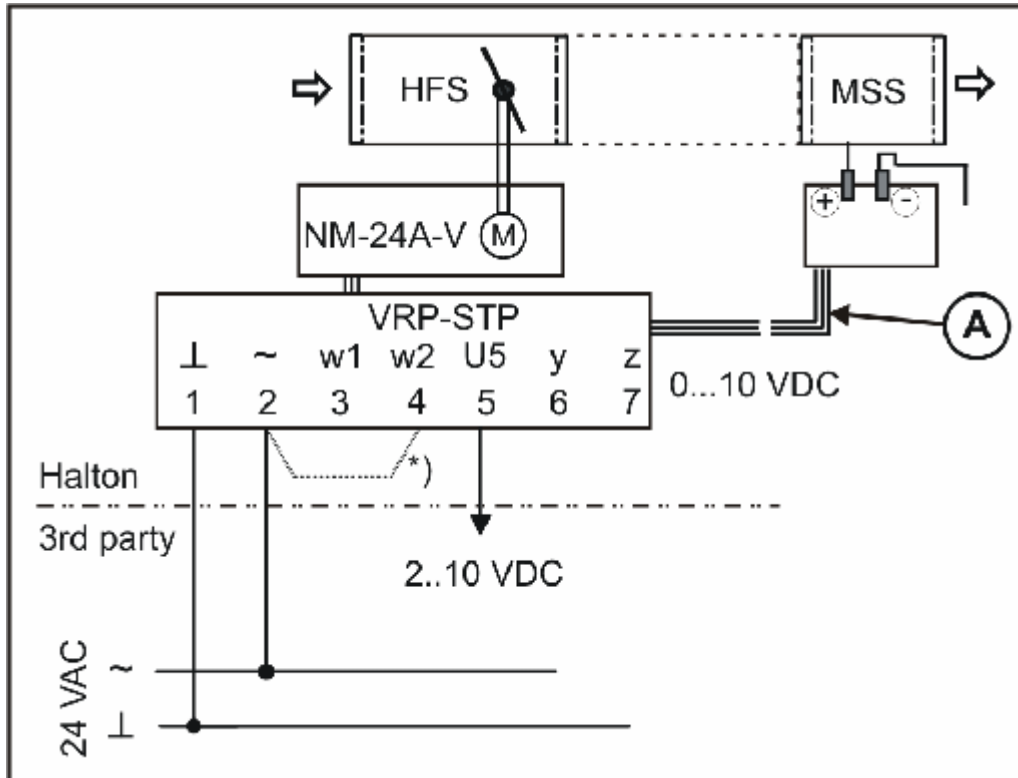 HFS
MSS
+ -
NM-24A-V M
VRP-STP
⊥ ~ w1 w2 U5 y z
1 2 3 4 5 6 7
A
0...10 VDC
*)
Halton
3rd party
2..10 VDC
24 VAC
~
⊥